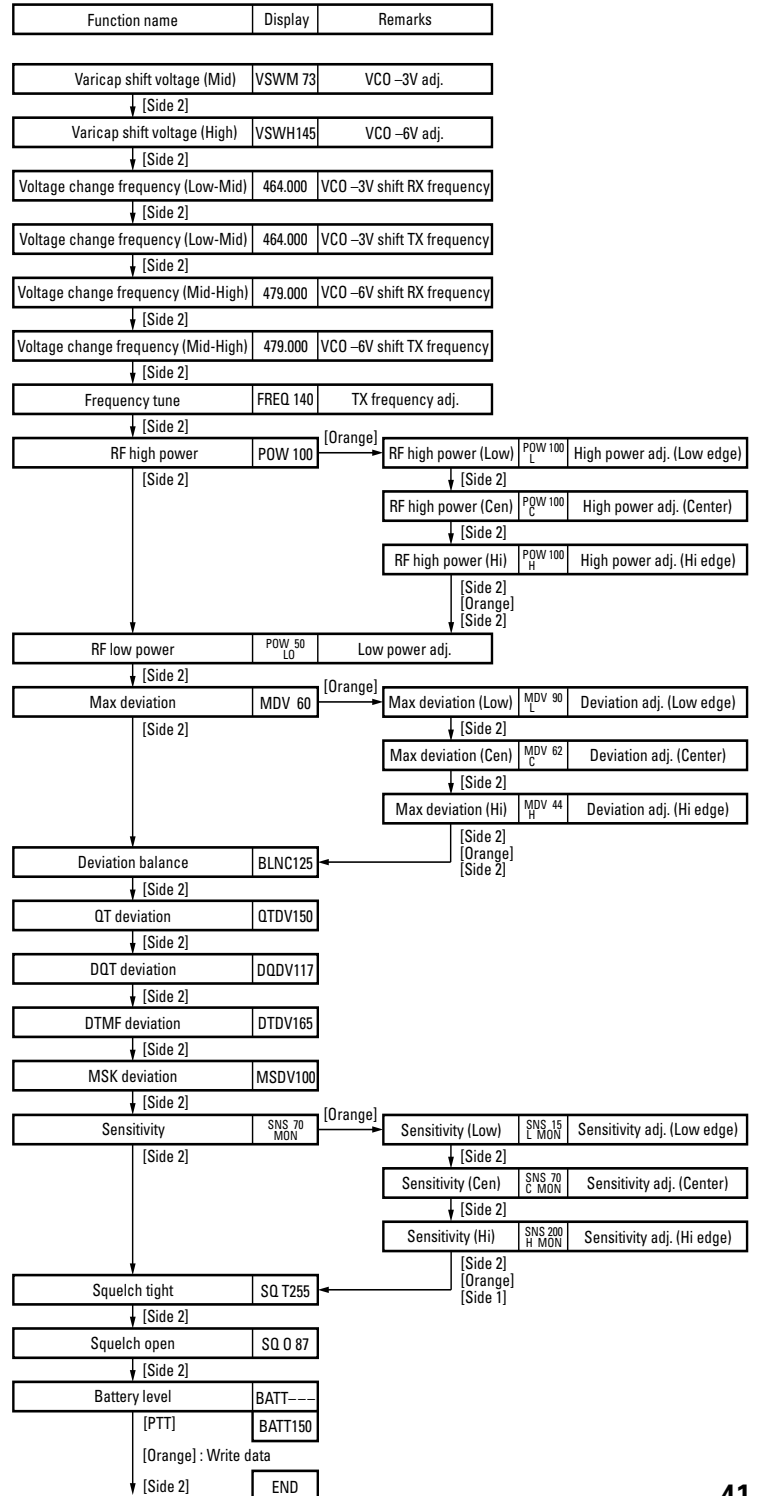 Function name Display Remarks
Varicap shift voltage (Mid) VSWM 73 VCO –3V adj.
[Side 2]
Varicap shift voltage (High) VSWH145 VCO –6V adj.
[Side 2]
Voltage change frequency (Low-Mid) 464.000 VCO –3V shift RX frequency
[Side 2]
Voltage change frequency (Low-Mid) 464.000 VCO –3V shift TX frequency
[Side 2]
Voltage change frequency (Mid-High) 479.000 VCO –6V shift RX frequency
[Side 2]
Voltage change frequency (Mid-High) 479.000 VCO –6V shift TX frequency
[Side 2]
Frequency tune FREQ 140 TX frequency adj.
[Side 2]
RF high power POW 100
[Orange]
RF high power (Low) POW 100 L High power adj. (Low edge)
[Side 2]
[Side 2]
RF high power (Cen) POW 100 C High power adj. (Center)
[Side 2]
RF high power (Hi) POW 100 H High power adj. (Hi edge)
[Side 2]
[Orange]
[Side 2]
RF low power POW 50 LO Low power adj.
[Side 2]
Max deviation MDV 60
[Orange]
Max deviation (Low) MDV 90 L Deviation adj. (Low edge)
[Side 2]
[Side 2]
Max deviation (Cen) MDV 62 C Deviation adj. (Center)
[Side 2]
Max deviation (Hi) MDV 44 H Deviation adj. (Hi edge)
[Side 2]
[Orange]
[Side 2]
Deviation balance BLNC125
[Side 2]
QT deviation QTDV150
[Side 2]
DQT deviation DQDV117
[Side 2]
DTMF deviation DTDV165
[Side 2]
MSK deviation MSDV100
[Side 2]
Sensitivity SNS 70 MON
[Orange]
Sensitivity (Low) SNS 15 L MON Sensitivity adj. (Low edge)
[Side 2]
[Side 2]
Sensitivity (Cen) SNS 70 C MON Sensitivity adj. (Center)
[Side 2]
Sensitivity (Hi) SNS 200 H MON Sensitivity adj. (Hi edge)
[Side 2]
[Orange]
[Side 1]
Squelch tight SQ T255
[Side 2]
Squelch open SQ O 87
[Side 2]
Battery level BATT–––
[PTT] BATT150
[Orange] : Write data
[Side 2] END
41